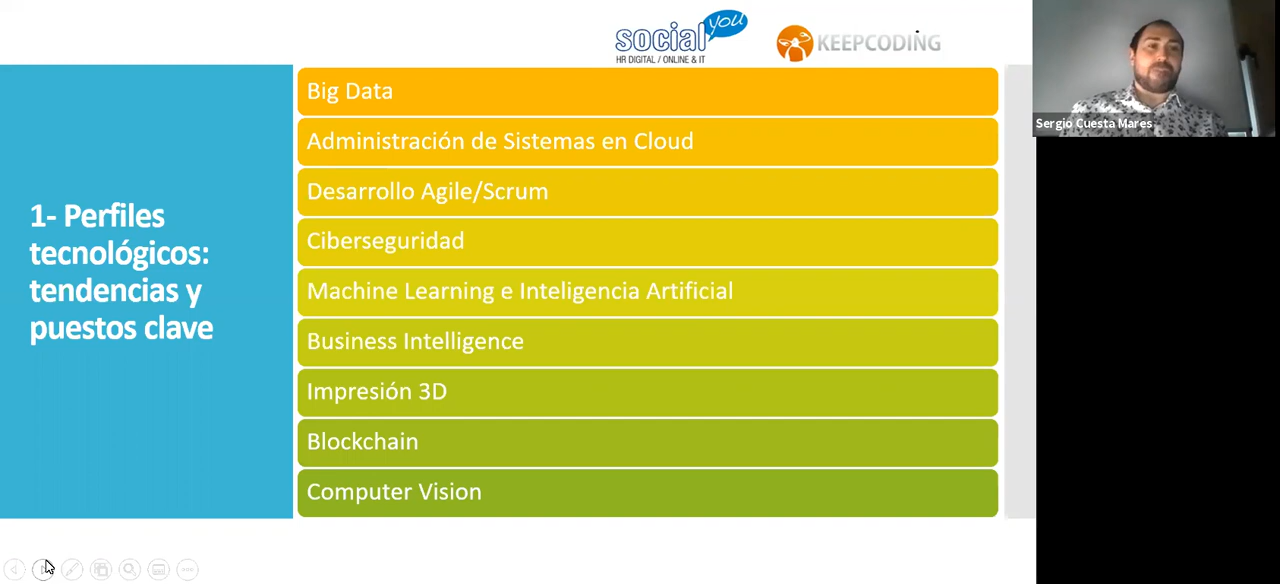 social you
HR DIGITAL / ONLINE & IT
KEEPCODING
Sergio Cuesta Mares
1- Perfiles
tecnológicos:
tendencias y
puestos clave
Big Data
Administración de Sistemas en Cloud
Desarrollo Agile/Scrum
Ciberseguridad
Machine Learning e Inteligencia Artificial
Business Intelligence
Impresión 3D
Blockchain
Computer Vision